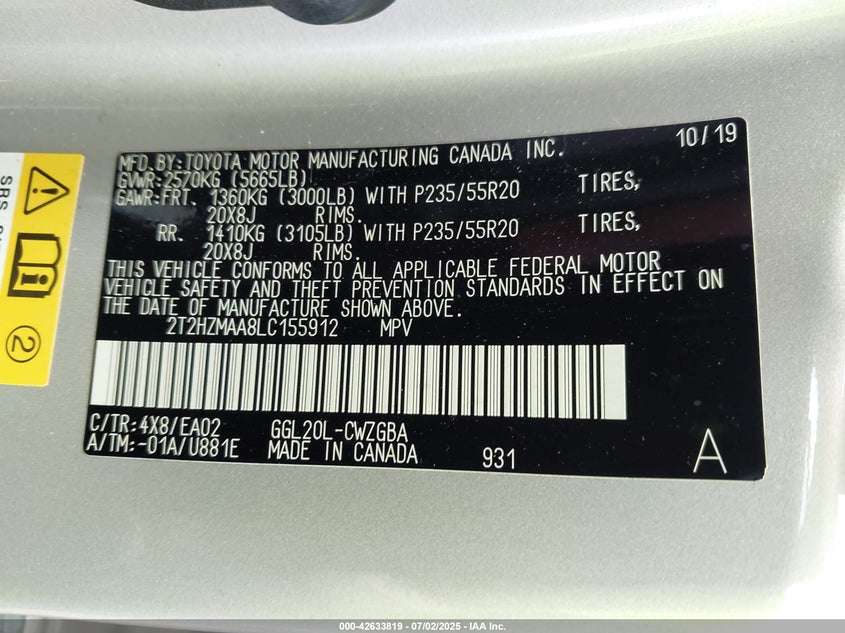 MFD. BY: TOYOTA MOTOR MANUFACTURING CANADA INC. 10/19
GVWR: 2570KG (5665LB)
GAWR: FRT. 1360KG (3000LB) WITH P235/55R20 TIRES,
20X8J RIMS.
RR. 1410KG (3105LB) WITH P235/55R20 TIRES,
20X8J RIMS.
THIS VEHICLE CONFORMS TO ALL APPLICABLE FEDERAL MOTOR
VEHICLE SAFETY AND THEFT PREVENTION STANDARDS IN EFFECT ON
THE DATE OF MANUFACTURE SHOWN ABOVE.
2T2HZMAA8LC155912 MPV
C/TR: 4X8/EA02 GGL20L-CWZGBA
A/TM: -01A/U881E MADE IN CANADA 931 A
SRS
2
000-42633819 - 07/02/2025 - IAA Inc.